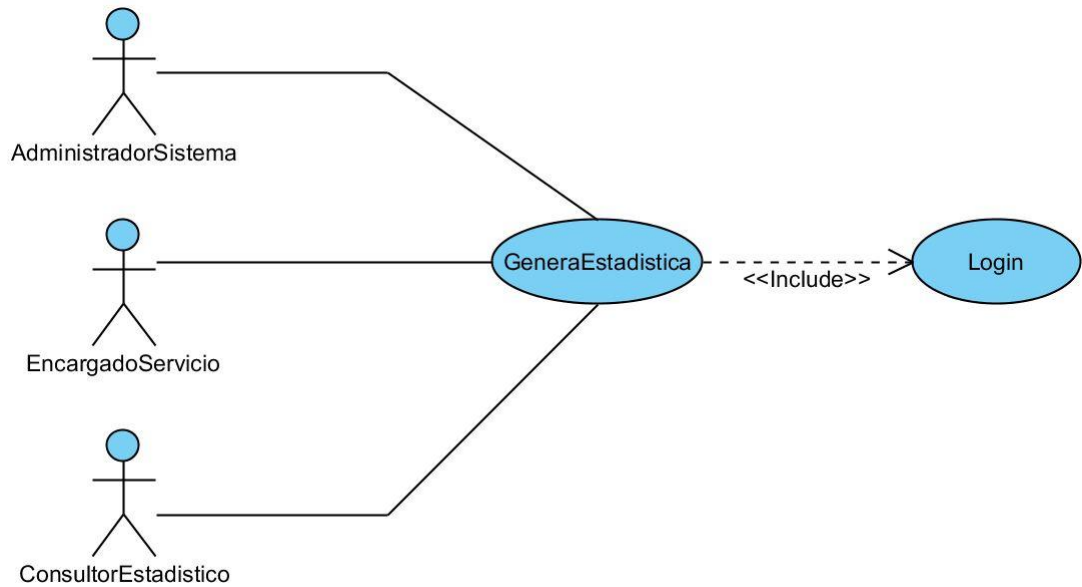 AdministradorSistema
EncargadoServicio
GeneraEstadistica
<<Include>>
Login
ConsultorEstadistico